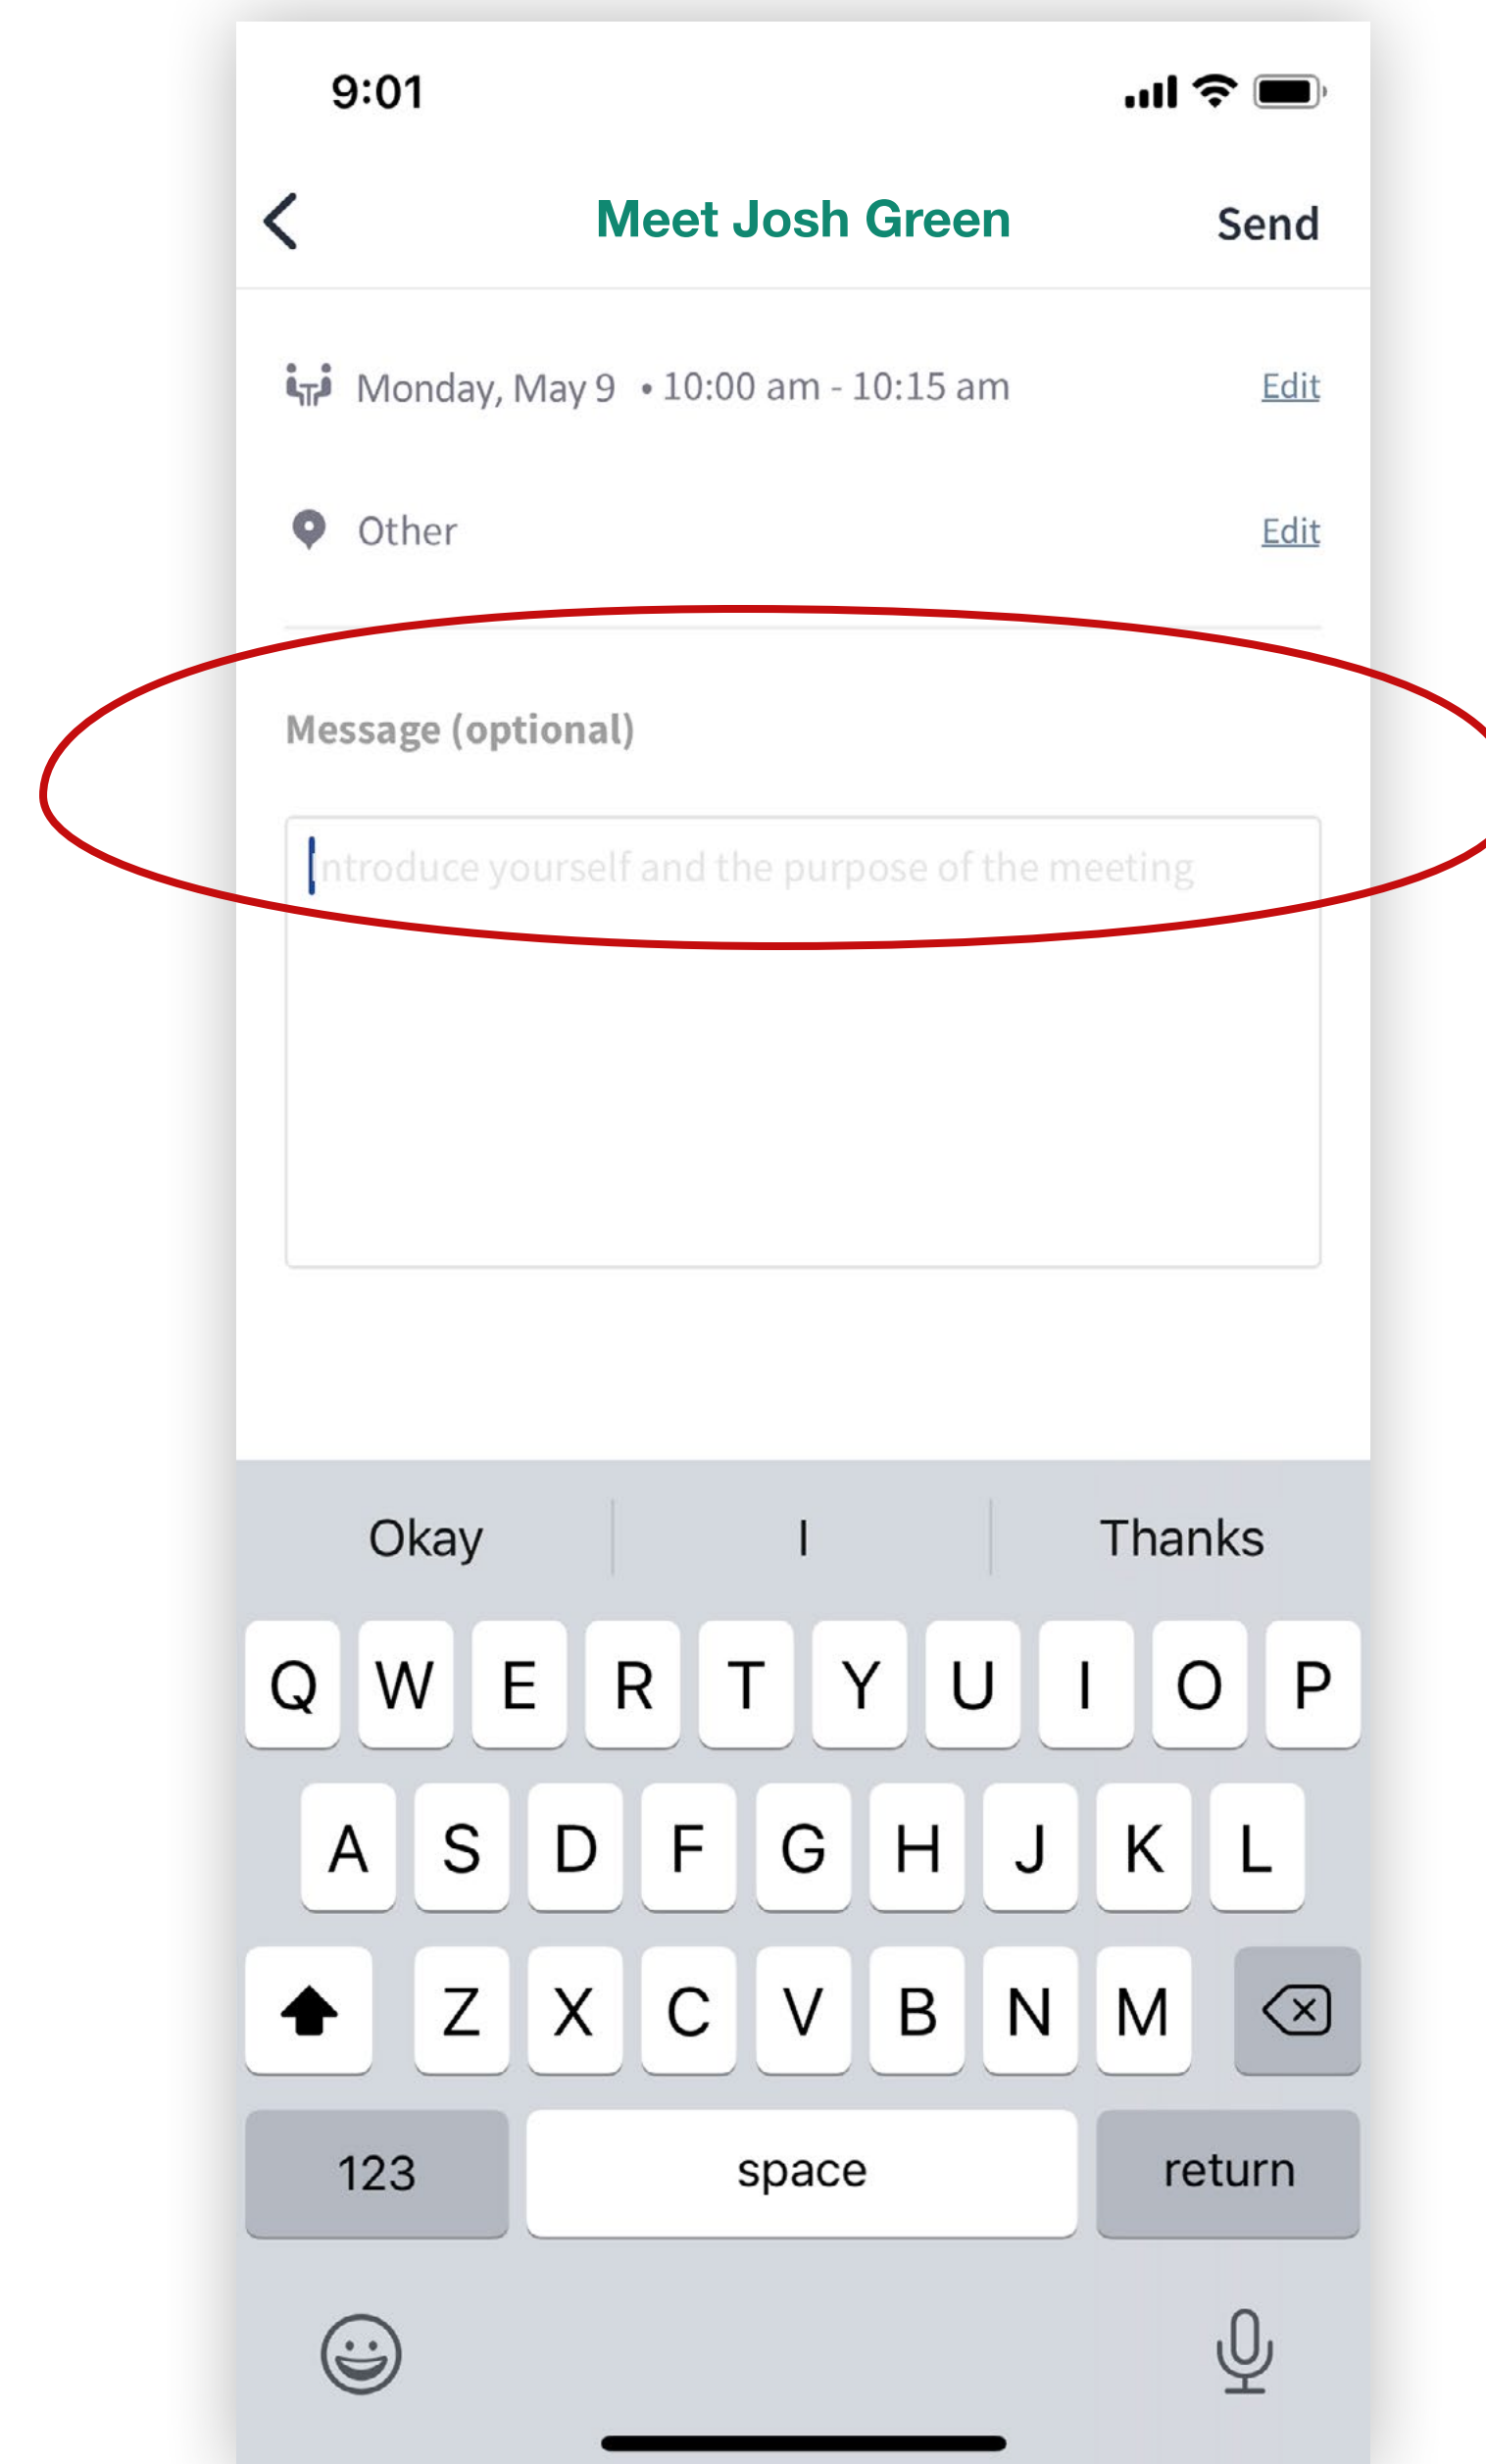 9:01
Meet Josh Green
Send
Monday, May 9 • 10:00 am - 10:15 am
Edit
Other
Edit
Message (optional)
Introduce yourself and the purpose of the meeting
Okay
I
Thanks
Q W E R T Y U I O P
A S D F G H J K L
Z X C V B N M
123
space
return